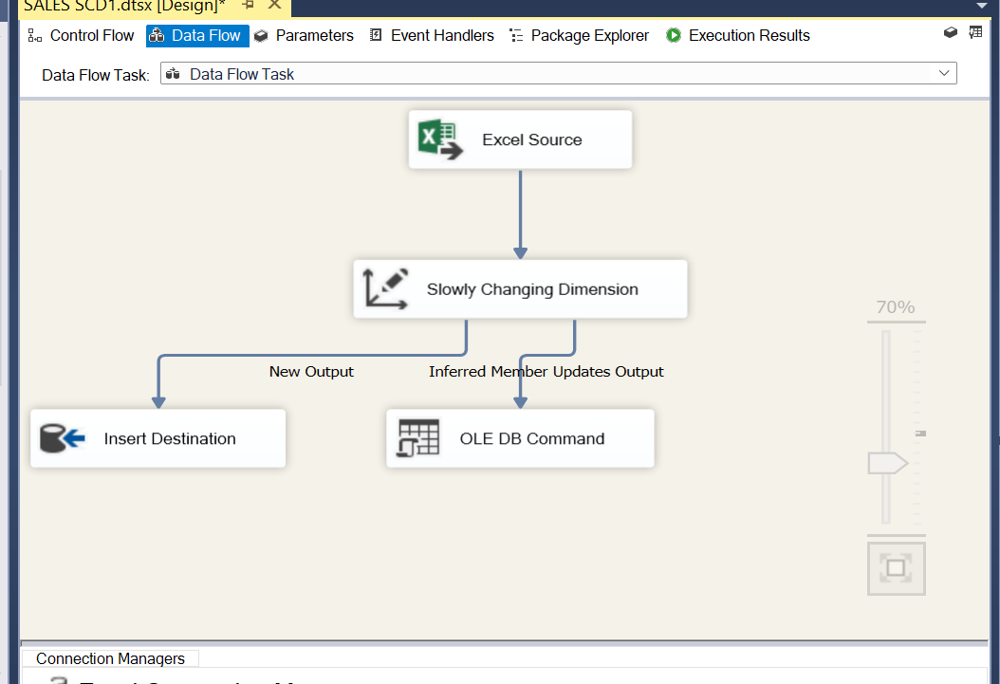 SALES SCD1.dtsx [Design]*
Control Flow Data Flow Parameters Event Handlers Package Explorer Execution Results
Data Flow Task: Data Flow Task
Excel Source
Slowly Changing Dimension
70%
New Output Inferred Member Updates Output
Insert Destination OLE DB Command
Connection Managers